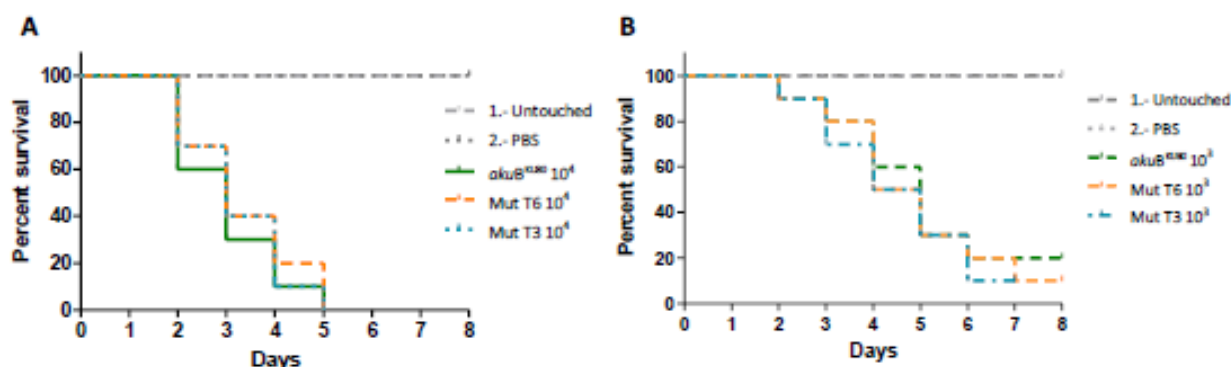 A
B
Percent survival
100
80
60
40
20
0
0 1 2 3 4 5 6 7 8
Days
1.- Untouched
2.- PBS
akuB 10⁴
Mut T6 10⁴
Mut T3 10⁴
Percent survival
100
80
60
40
20
0
0 1 2 3 4 5 6 7 8
Days
1.- Untouched
2.- PBS
akuB 10³
Mut T6 10³
Mut T3 10³